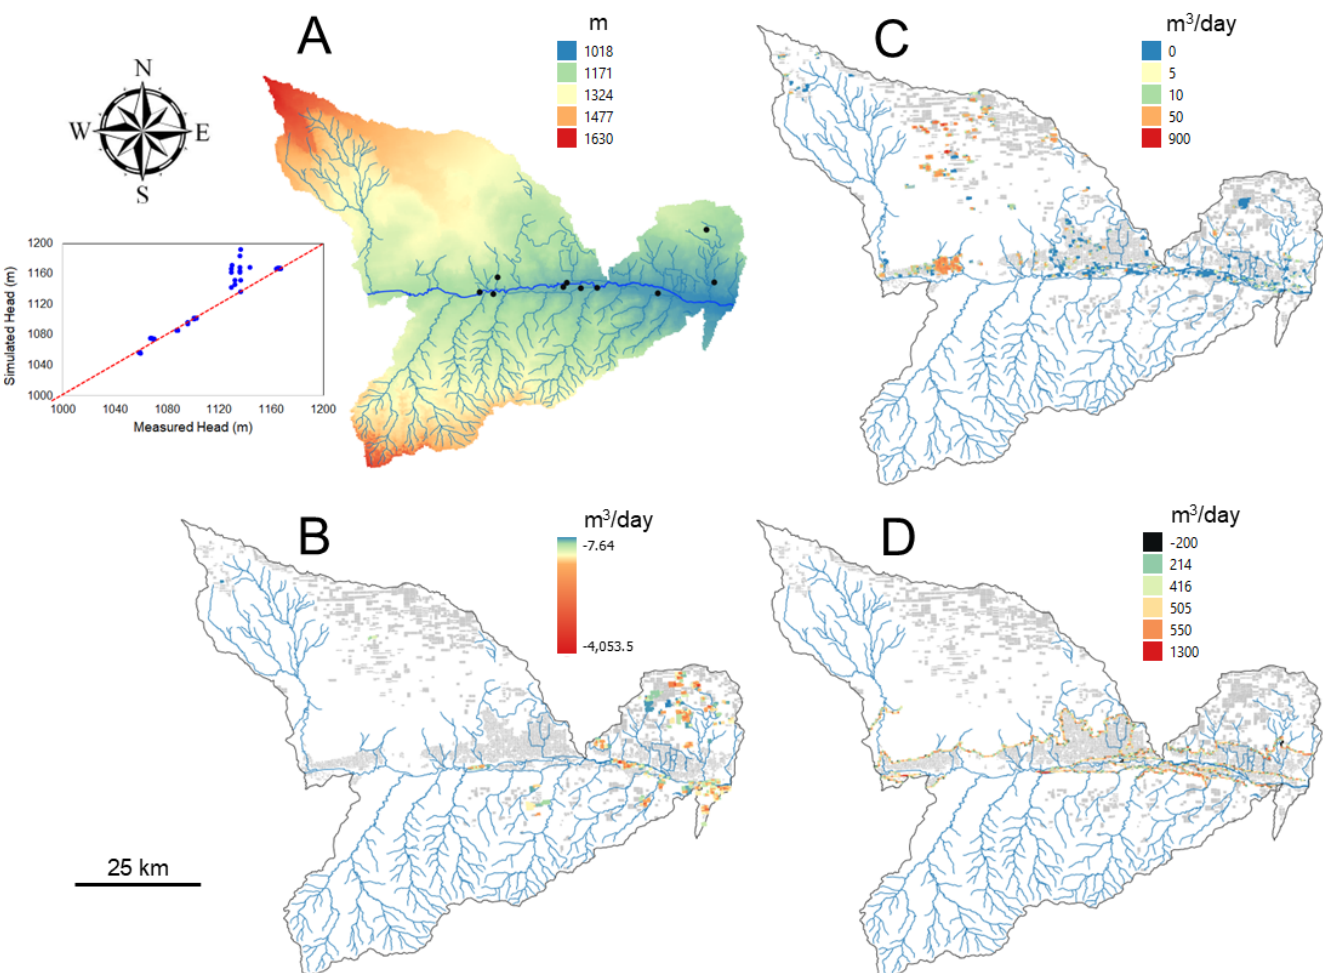 A
m
1018
1171
1324
1477
1630
N
W
E
S
Simulated Head (m)
1200
1160
1120
1080
1040
1000
1000
1040
1080
1120
1160
1200
Measured Head (m)
C
m³/day
0
5
10
50
900
B
m³/day
-7.64
-4,053.5
25 km
D
m³/day
-200
214
416
505
550
1300